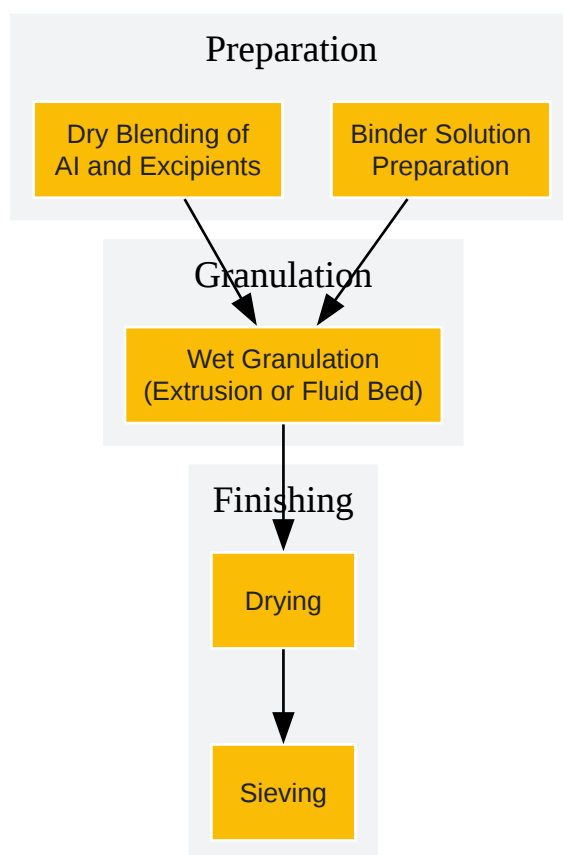 Preparation
Dry Blending of
AI and Excipients
Binder Solution
Preparation
Granulation
Wet Granulation
(Extrusion or Fluid Bed)
Finishing
Drying
Sieving